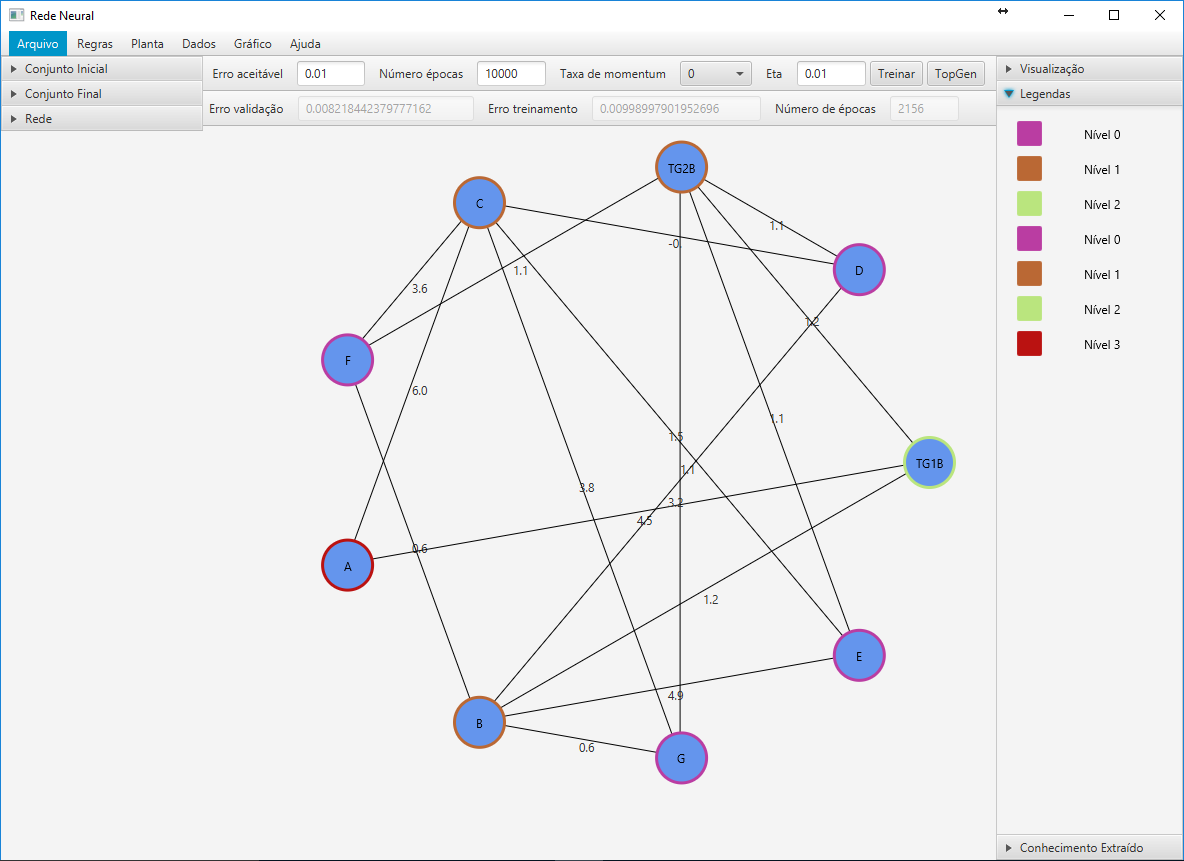 Rede Neural
Arquivo Regras Planta Dados Gráfico Ajuda
Conjunto Inicial
Conjunto Final
Rede
Erro aceitável 0.01 Número épocas 10000 Taxa de momentum 0 Eta 0.01 Treinar TopGen
Erro validação 0.008218442379777162 Erro treinamento 0.00998997901952696 Número de épocas 2156
Visualização
Legendas
Nível 0
Nível 1
Nível 2
Nível 0
Nível 1
Nível 2
Nível 3
TG2B
C
1.1
-0.
D
1.1
3.6
1.2
F
6.0
1.1
1.5
TG1B
1.1
3.8
3.2
4.5
0.6
A
1.2
E
4.9
B
0.6
G
Conhecimento Extraído